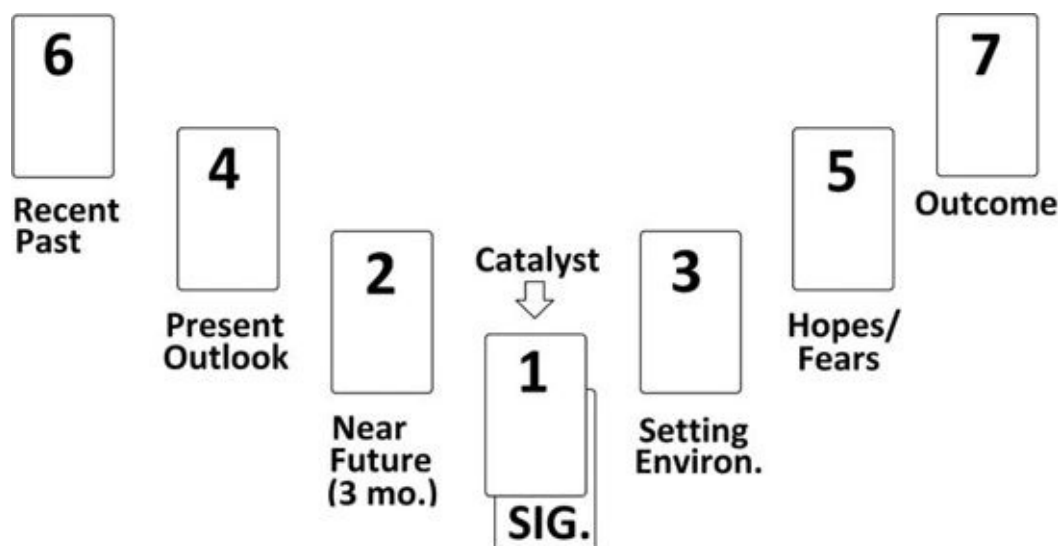 6
7
Recent
Past
Outcome
4
5
Present
Outlook
Hopes/
Fears
2
Catalyst
3
Near
Future
(3 mo.)
Setting
Environ.
1
SIG.